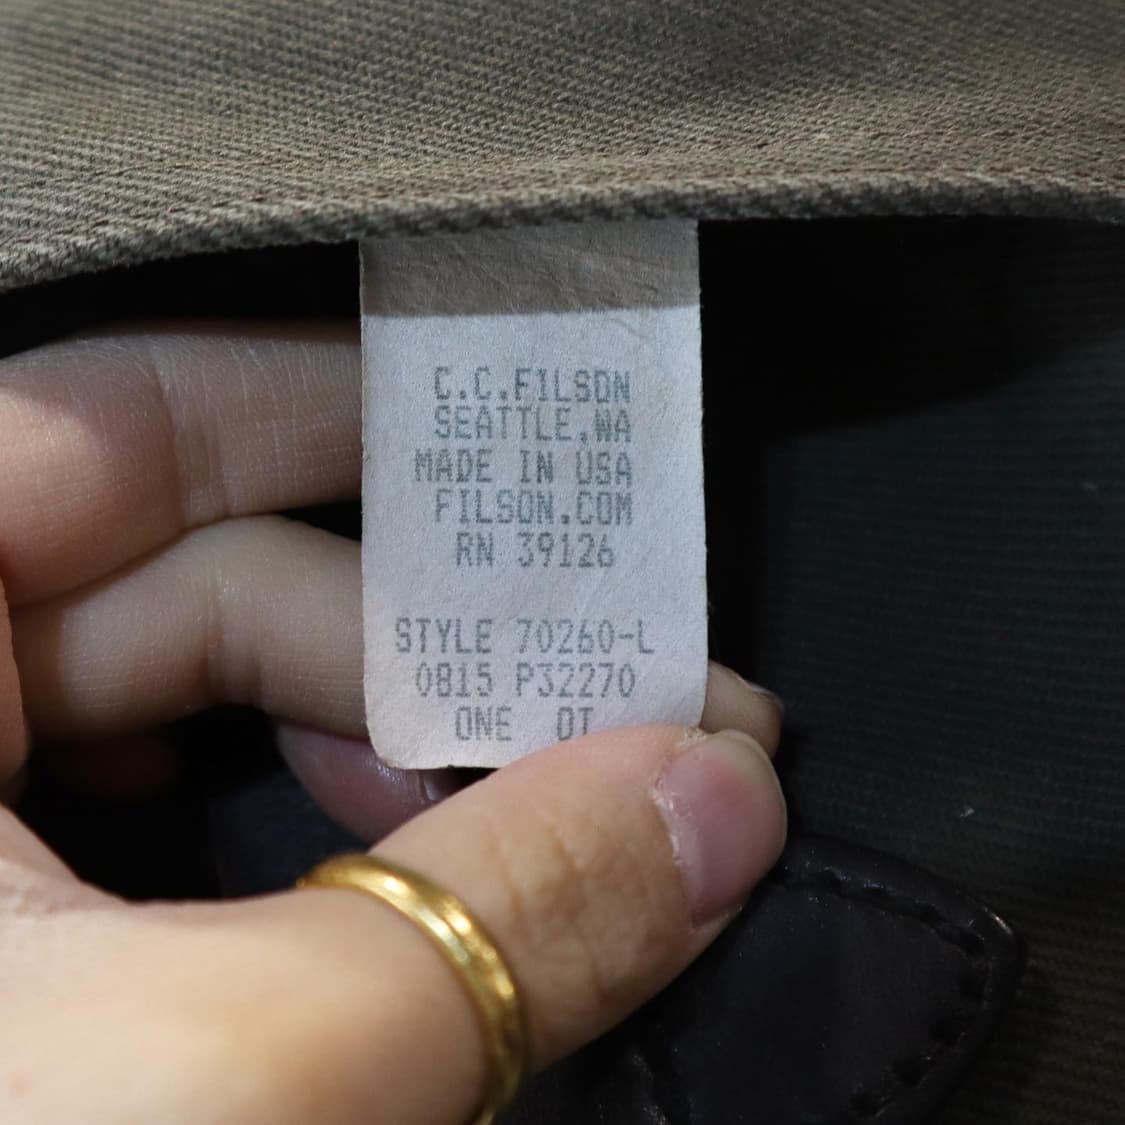 C.C.FILSON
SEATTLE,WA
MADE IN USA
FILSON.COM
RN 39126
STYLE 70260-L
0815 P32270
ONE OT